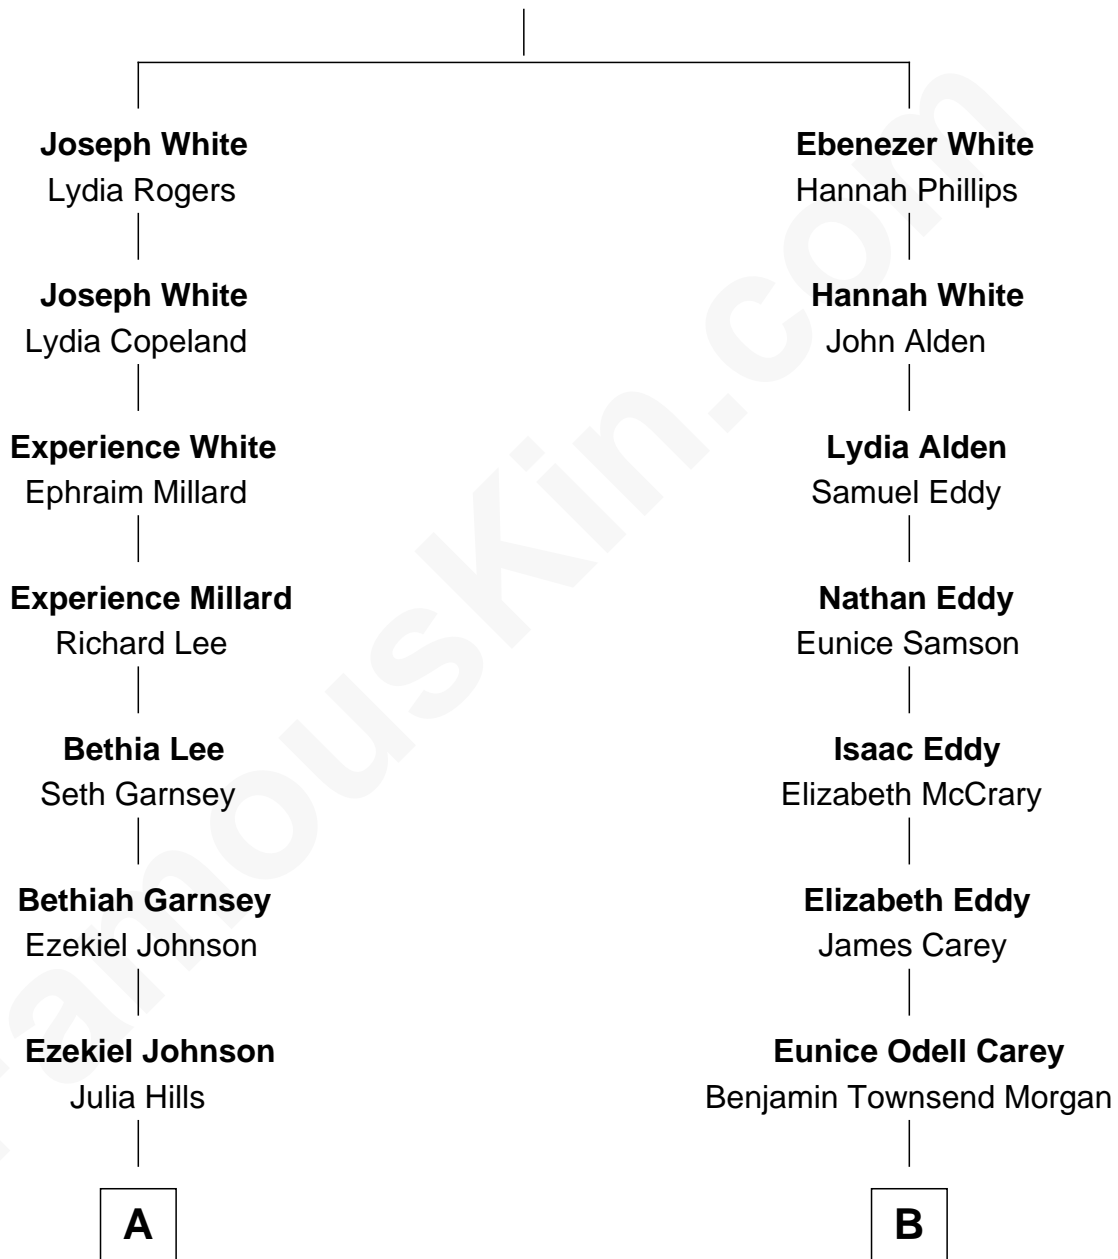 Joseph White
Lydia Rogers
Joseph White
Lydia Copeland
Experience White
Ephraim Millard
Experience Millard
Richard Lee
Bethia Lee
Seth Garnsey
Bethiah Garnsey
Ezekiel Johnson
Ezekiel Johnson
Julia Hills
A
Ebenezer White
Hannah Phillips
Hannah White
John Alden
Lydia Alden
Samuel Eddy
Nathan Eddy
Eunice Samson
Isaac Eddy
Elizabeth McCrary
Elizabeth Eddy
James Carey
Eunice Odell Carey
Benjamin Townsend Morgan
B
FamousKin.com